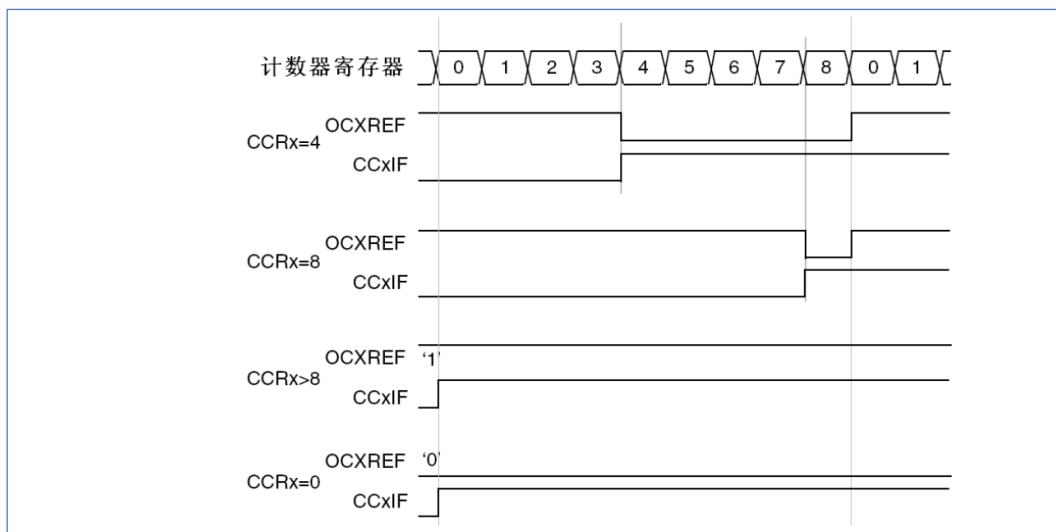 计数器寄存器 0 1 2 3 4 5 6 7 8 0 1
OCXREF
CCRx=4
CCxIF
OCXREF
CCRx=8
CCxIF
OCXREF '1'
CCRx>8
CCxIF
OCXREF '0'
CCRx=0
CCxIF